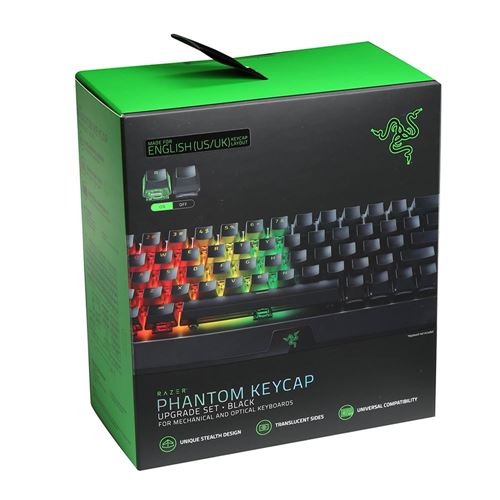 MADE FOR
ENGLISH (US/UK) KEYCAP LAYOUT
ON OFF
RAZER
PHANTOM KEYCAP
UPGRADE SET • BLACK
FOR MECHANICAL AND OPTICAL KEYBOARDS
UNIQUE STEALTH DESIGN
TRANSLUCENT SIDES
UNIVERSAL COMPATIBILITY